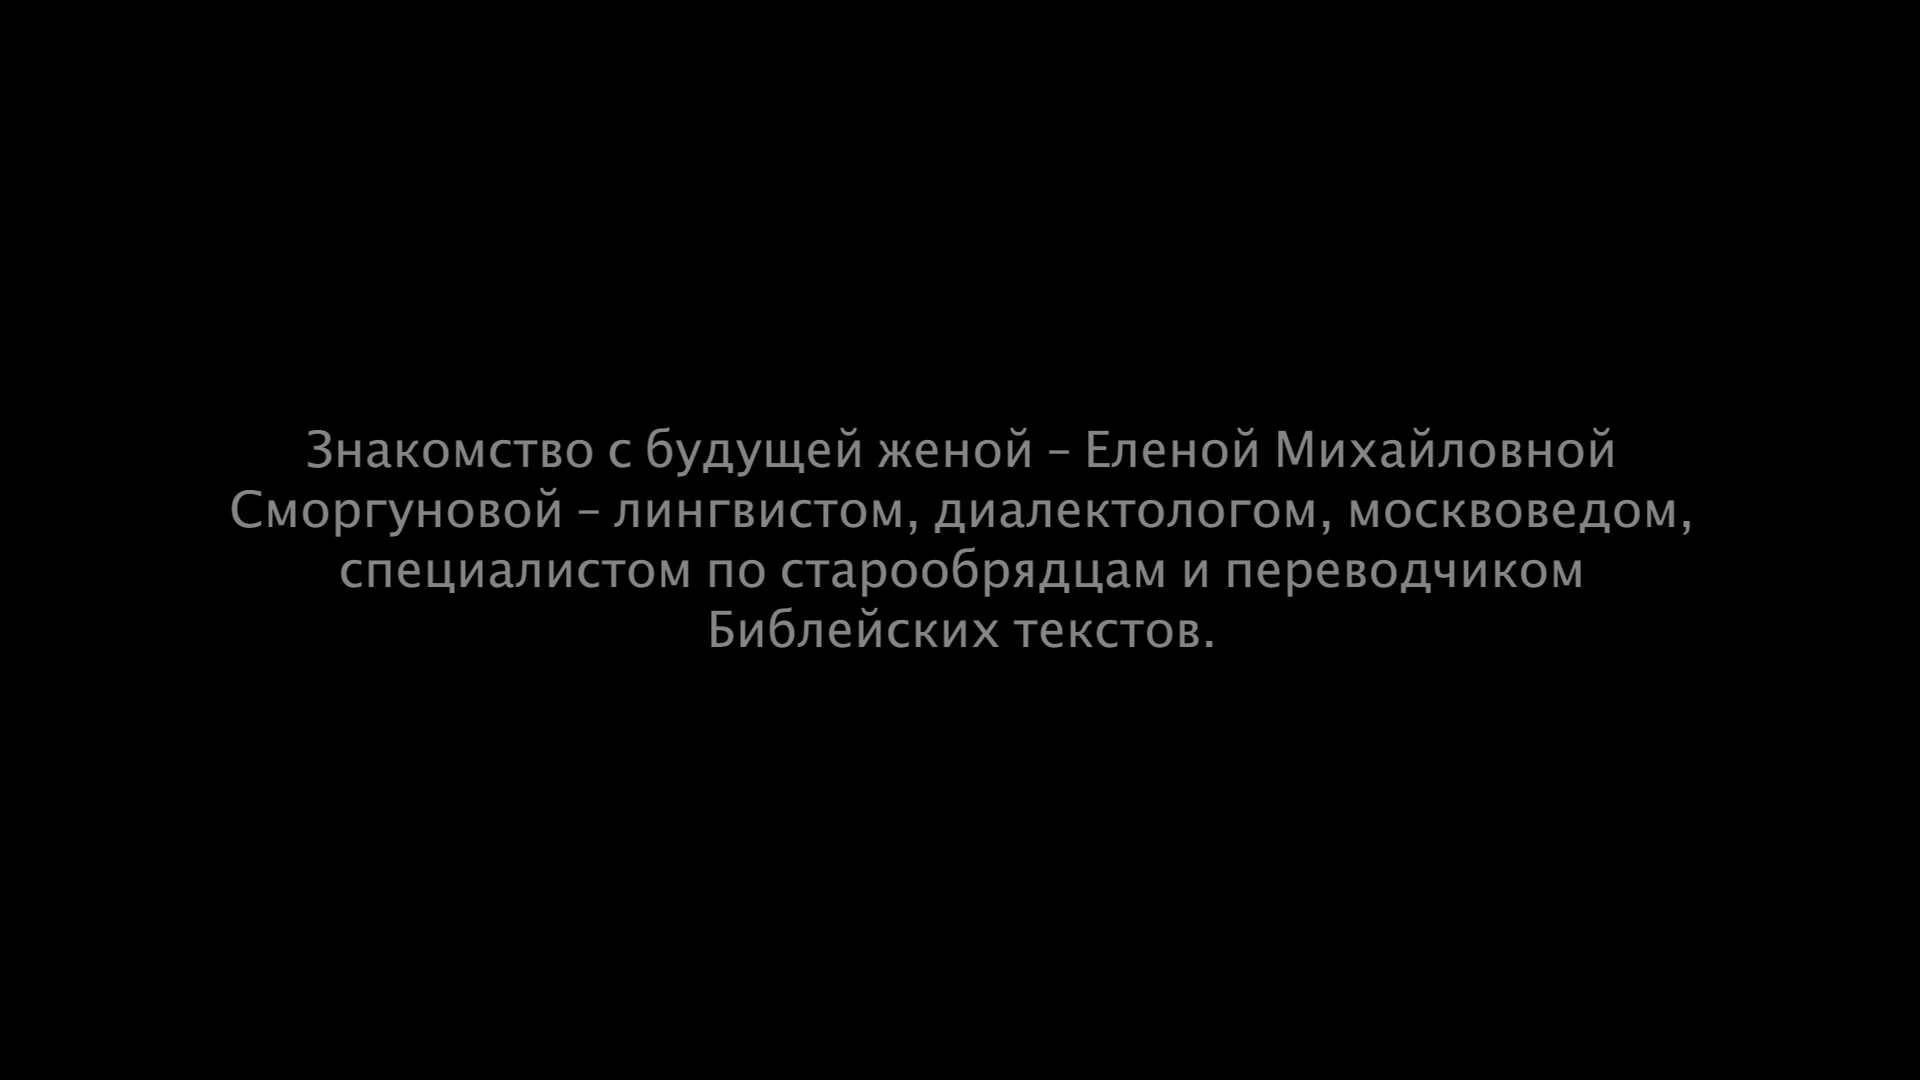 Знакомство с будущей женой – Еленой Михайловной
Сморгуновой – лингвистом, диалектологом, москвоведом,
специалистом по старообрядцам и переводчиком
Библейских текстов.